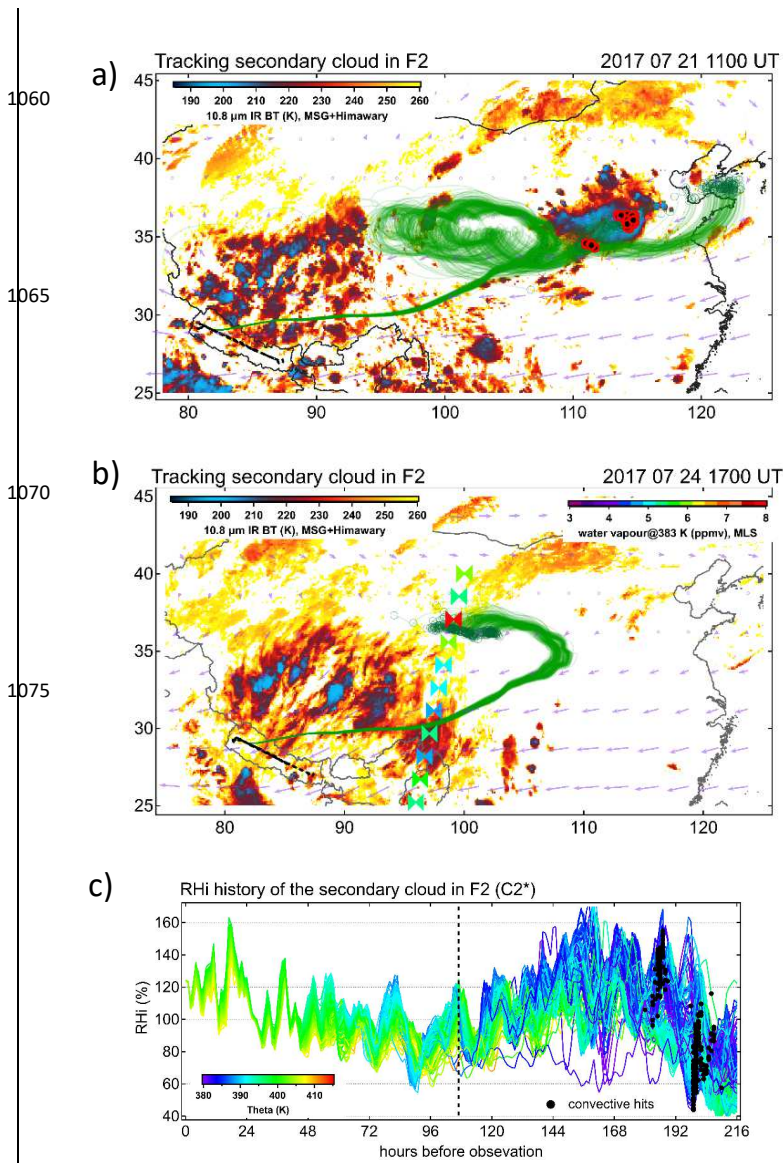 1060
1065
1070
1075
a)
Tracking secondary cloud in F2 2017 07 21 1100 UT
45
190 200 210 220 230 240 250 260
10.8 µm IR BT (K), MSG+Himawary
40
35
30
25
80 90 100 110 120
b)
Tracking secondary cloud in F2 2017 07 24 1700 UT
45
190 200 210 220 230 240 250 260
10.8 µm IR BT (K), MSG+Himawary
3 4 5 6 7 8
water vapour@383 K (ppmv), MLS
40
35
30
25
80 90 100 110 120
c)
RHi history of the secondary cloud in F2 (C2*)
160
140
120
100
80
60
40
RHi (%)
380 390 400 410
Theta (K)
convective hits
0 24 48 72 96 120 144 168 192 216
hours before obsevation